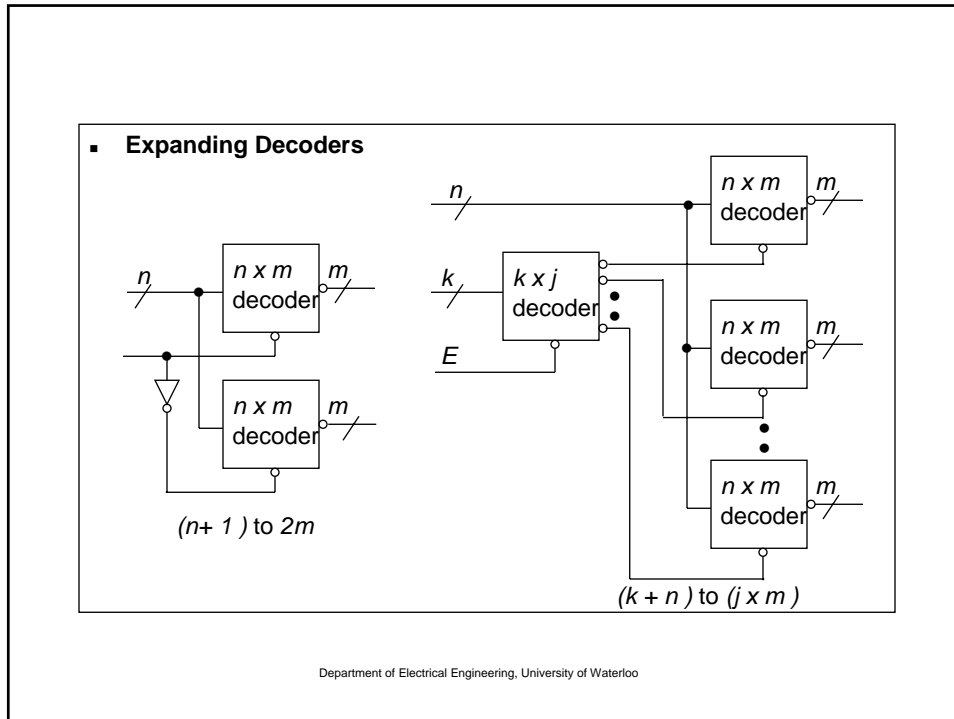 ▪ Expanding Decoders
n
n x m
decoder
m
n x m
decoder
m
(n+ 1 ) to 2m
n
k
k x j
decoder
E
n x m
decoder
m
n x m
decoder
m
n x m
decoder
m
(k + n ) to (j x m )
Department of Electrical Engineering, University of Waterloo